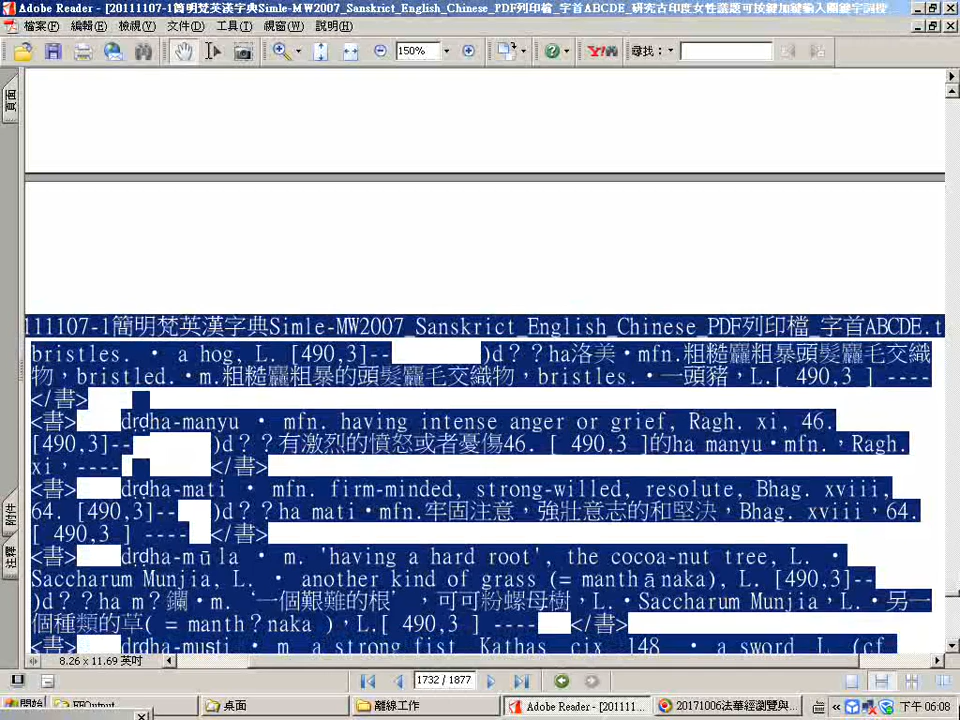 Adobe Reader - [20111107-1簡明梵英漢字典Simle-MW2007_Sanskrict_English_Chinese_PDF列印檔_字首ABCDE_研究古印度女性議題可按鍵加鍵輸入關鍵字詞搜
檔案(F) 編輯(E) 檢視(V) 文件(D) 工具(T) 視窗(W) 說明(H)
150% Y! 尋找:
頁面
111107-1簡明梵英漢字典Simle-MW2007_Sanskrict_English_Chinese_PDF列印檔_字首ABCDE.t
bristles. • a hog, L. [490,3]-- )d??ha洛美•mfn.粗糙麤粗暴頭髮麤毛交織
物，bristled.•m.粗糙麤粗暴的頭髮麤毛交織物，bristles.•一頭豬，L.[ 490,3 ] ----
</書>
<書> dṛḍha-manyu • mfn. having intense anger or grief, Ragh. xi, 46.
[490,3]-- )d??有激烈的憤怒或者憂傷46. [ 490,3 ]的ha manyu•mfn.，Ragh.
xi，---- </書>
<書> dṛḍha-mati • mfn. firm-minded, strong-willed, resolute, Bhag. xviii,
64. [490,3]-- )d??ha mati•mfn.牢固注意，強壯意志的和堅決，Bhag. xviii，64.
[ 490,3 ] ---- </書>
<書> dṛḍha-mūla • m. 'having a hard root', the cocoa-nut tree, L. •
Saccharum Munjia, L. • another kind of grass (= manthānaka), L. [490,3]--
)d??ha m?鑭•m.‘一個艱難的根’，可可粉螺母樹，L.•Saccharum Munjia，L.•另一
個種類的草( = manth?naka )，L.[ 490,3 ] ---- </書>
<書> dṛḍha-muṣṭi • m. a strong fist, Kathas. cix, 148. • a sword, L. (cf.
附件
注釋
8.26 x 11.69 英吋
1732 / 1877
開始 EEOutput 桌面 離線工作 Adobe Reader - [201111... 20171006法華經瀏覽與... 下午 06:08